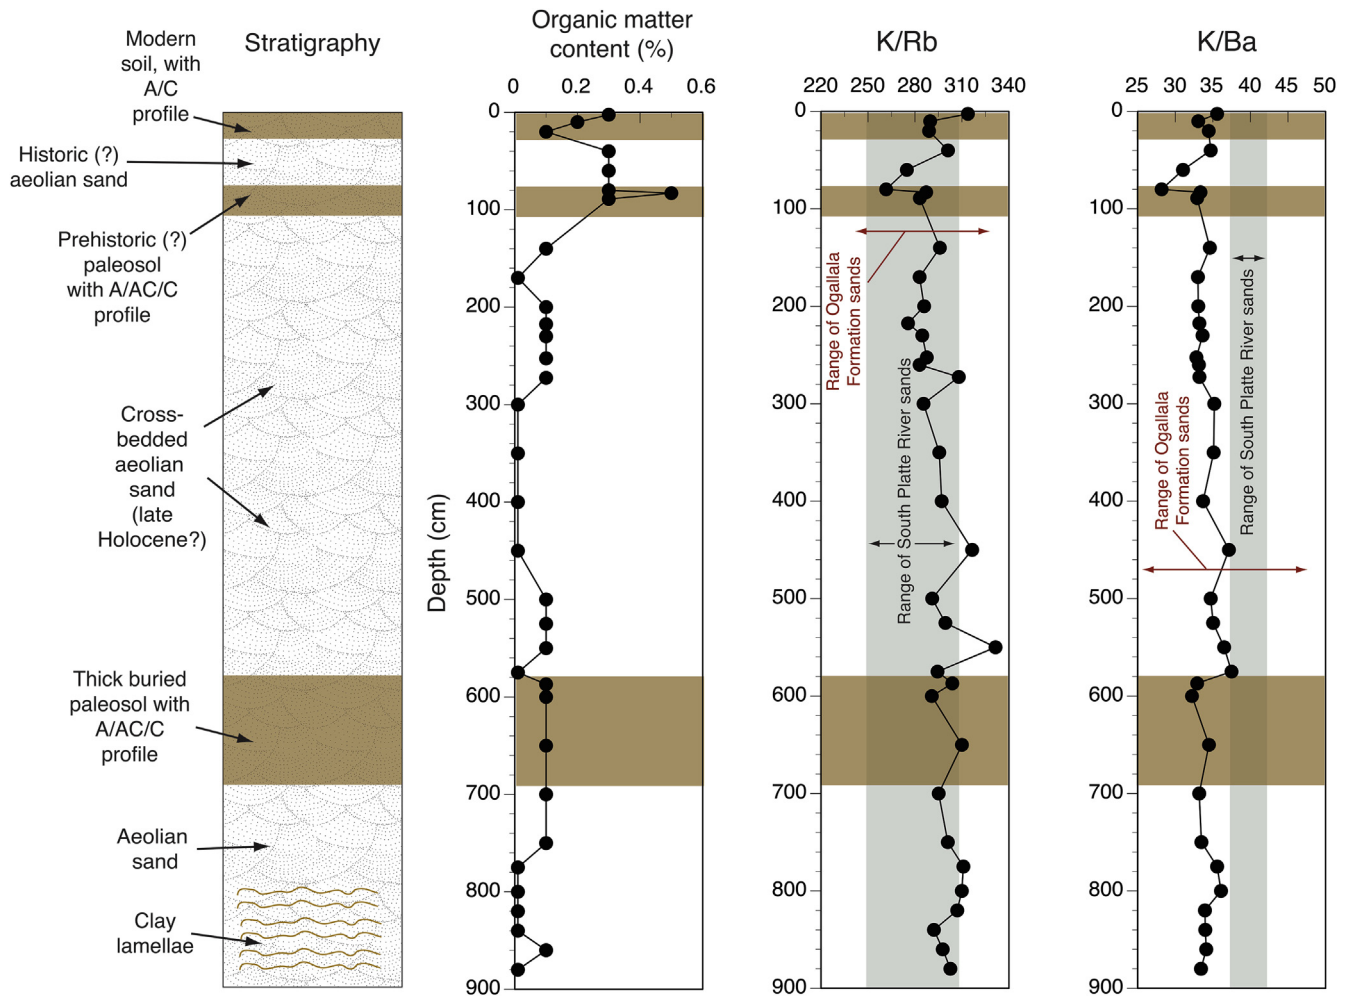 Modern
soil, with
A/C
profile
Historic (?)
aeolian sand
Prehistoric (?)
paleosol
with A/AC/C
profile
Cross-
bedded
aeolian
sand
(late
Holocene?)
Thick buried
paleosol with
A/AC/C
profile
Aeolian
sand
Clay
lamellae
Stratigraphy
Organic matter
content (%)
0 0.2 0.4 0.6
Depth (cm)
0
100
200
300
400
500
600
700
800
900
K/Rb
220 250 280 310 340
0
100
200
300
400
500
600
700
800
900
Range of Ogallala
Formation sands
Range of South Platte River sands
K/Ba
25 30 35 40 45 50
0
100
200
300
400
500
600
700
800
900
Range of Ogallala
Formation sands
Range of South Platte River sands